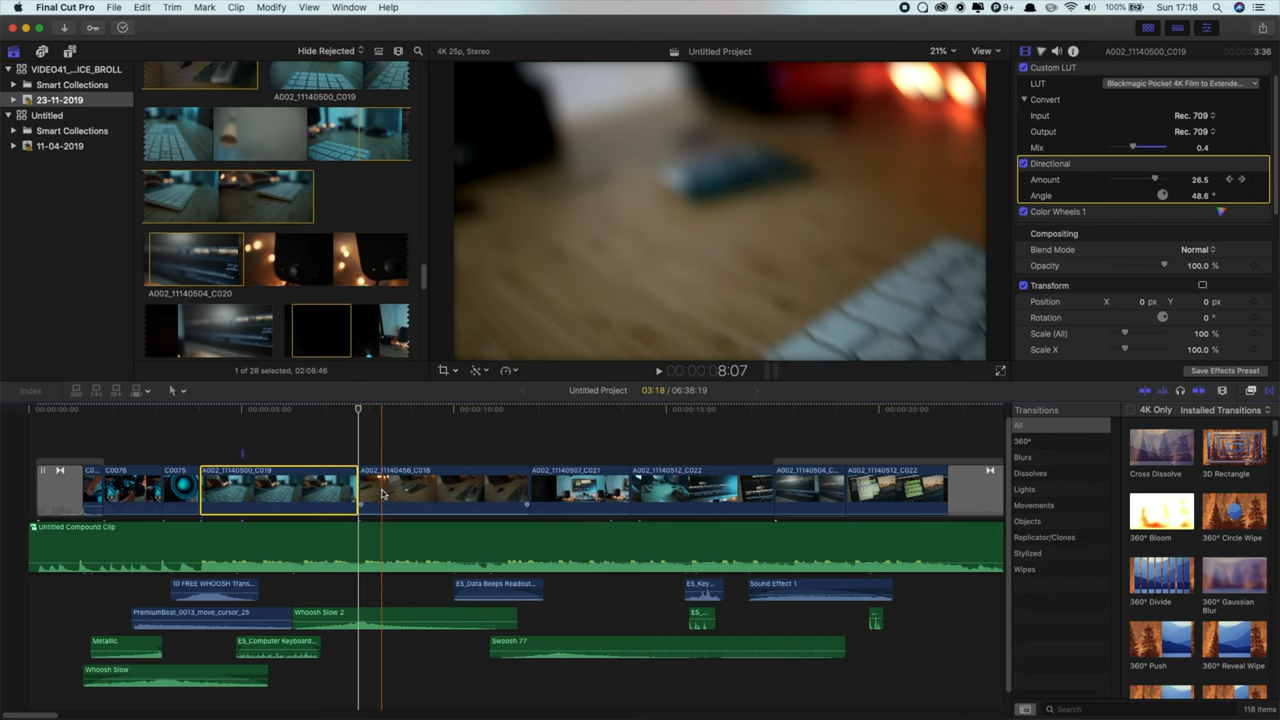 Final Cut Pro File Edit Trim Mark Clip Modify View Window Help
9+ 100% Sun 17:18
Hide Rejected
4K 25p, Stereo
Untitled Project
21% View
A002_11140500_C019
3:36
VIDEO41_...ICE_BROLL
Smart Collections
23-11-2019
Untitled
Smart Collections
11-04-2019
A002_11140500_C019
A002_11140504_C020
1 of 28 selected, 02:08:46
8:07
Custom LUT
LUT Blackmagic Pocket 4K Film to Extende...
Convert
Input Rec. 709
Output Rec. 709
Mix 0.4
Directional
Amount 26.5
Angle 48.6 °
Color Wheels 1
Compositing
Blend Mode Normal
Opacity 100.0 %
Transform
Position X 0 px Y 0 px
Rotation 0 °
Scale (All) 100 %
Scale X 100.0 %
Save Effects Preset
Index
Untitled Project 03:18 / 06:38:19
00:00:00:00 00:00:05:00 00:00:10:00 00:00:15:00 00:00:20:00
C0... C0076 C0075 A002_11140500_C019 A002_11140456_C018 A002_11140507_C021 A002_11140512_C022 A002_11140504_C... A002_11140512_C022
Untitled Compound Clip
10 FREE WHOOSH Trans... ES_Data Beeps Readout... ES_Key... Sound Effect 1
PremiumBeat_0013_move_cursor_25 Whoosh Slow 2 ES_...
Metallic ES_Computer Keyboard... Swoosh 77
Whoosh Slow
Transitions 4K Only Installed Transitions
All
360°
Blurs
Dissolves
Lights
Movements
Objects
Replicator/Clones
Stylized
Wipes
Cross Dissolve 3D Rectangle
360° Bloom 360° Circle Wipe
360° Divide 360° Gaussian Blur
360° Push 360° Reveal Wipe
Search 118 items